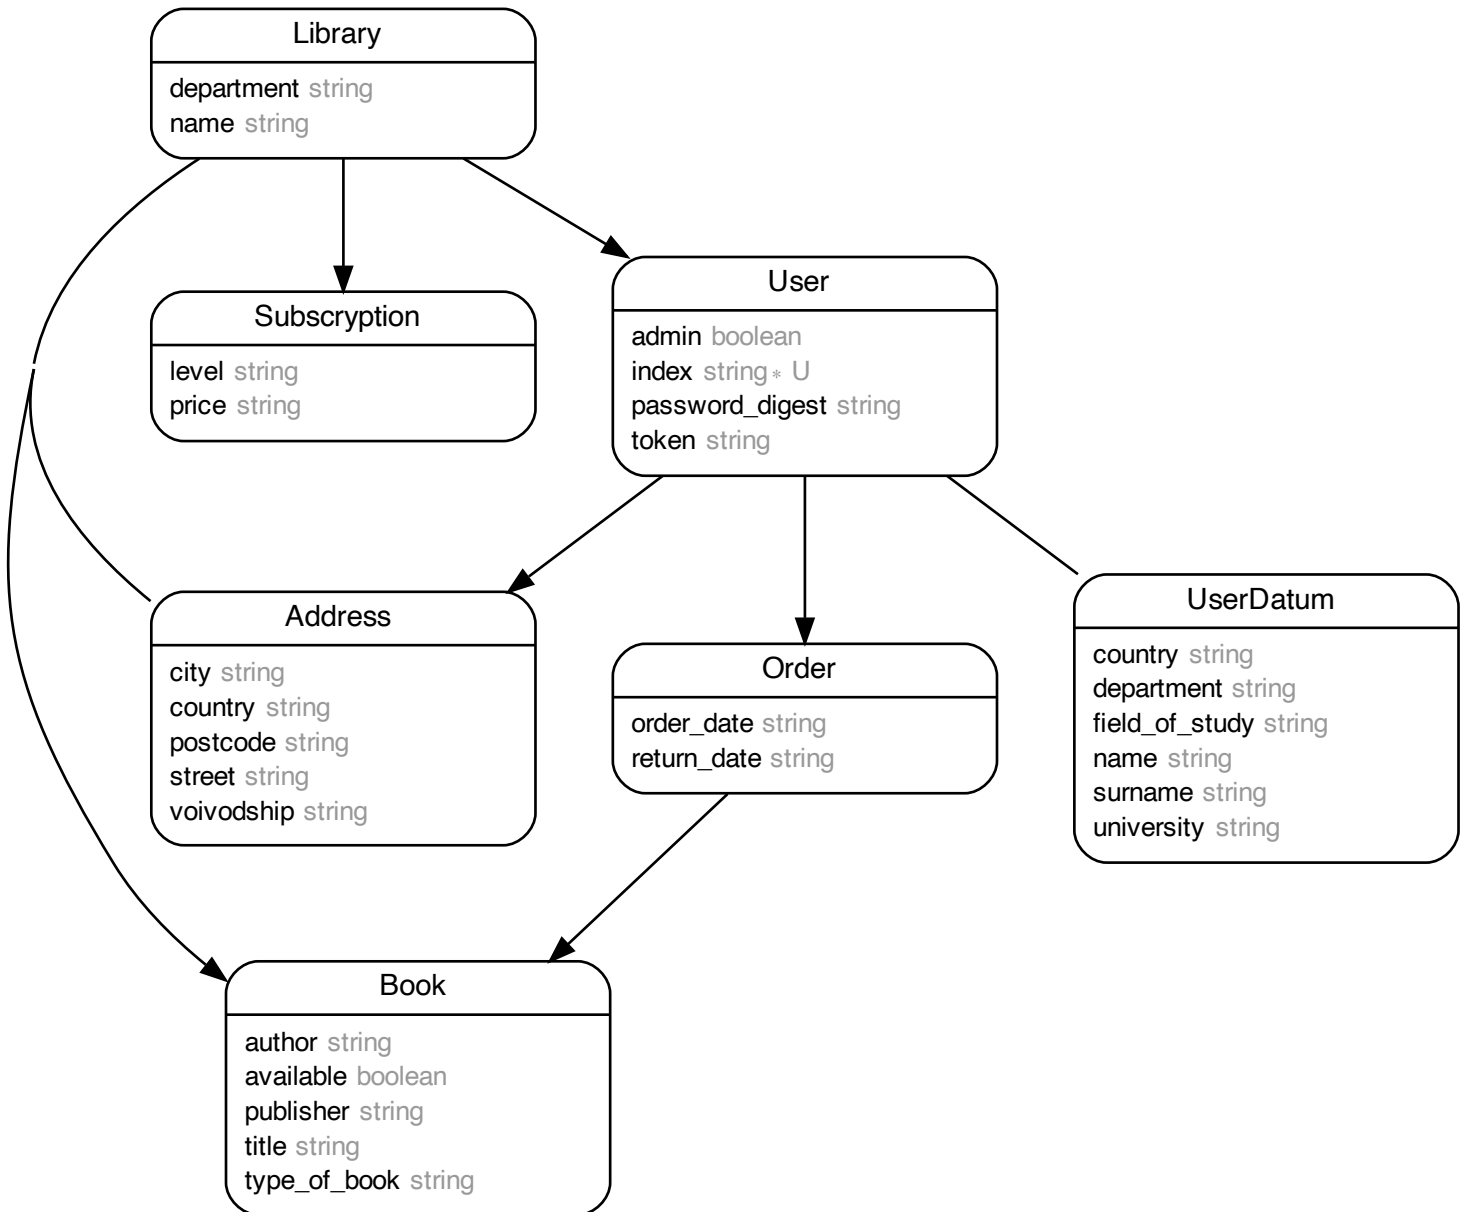 Library
department string
name string
Subscryption
level string
price string
User
admin boolean
index string* U
password_digest string
token string
Address
city string
country string
postcode string
street string
voivodship string
Order
order_date string
return_date string
UserDatum
country string
department string
field_of_study string
name string
surname string
university string
Book
author string
available boolean
publisher string
title string
type_of_book string